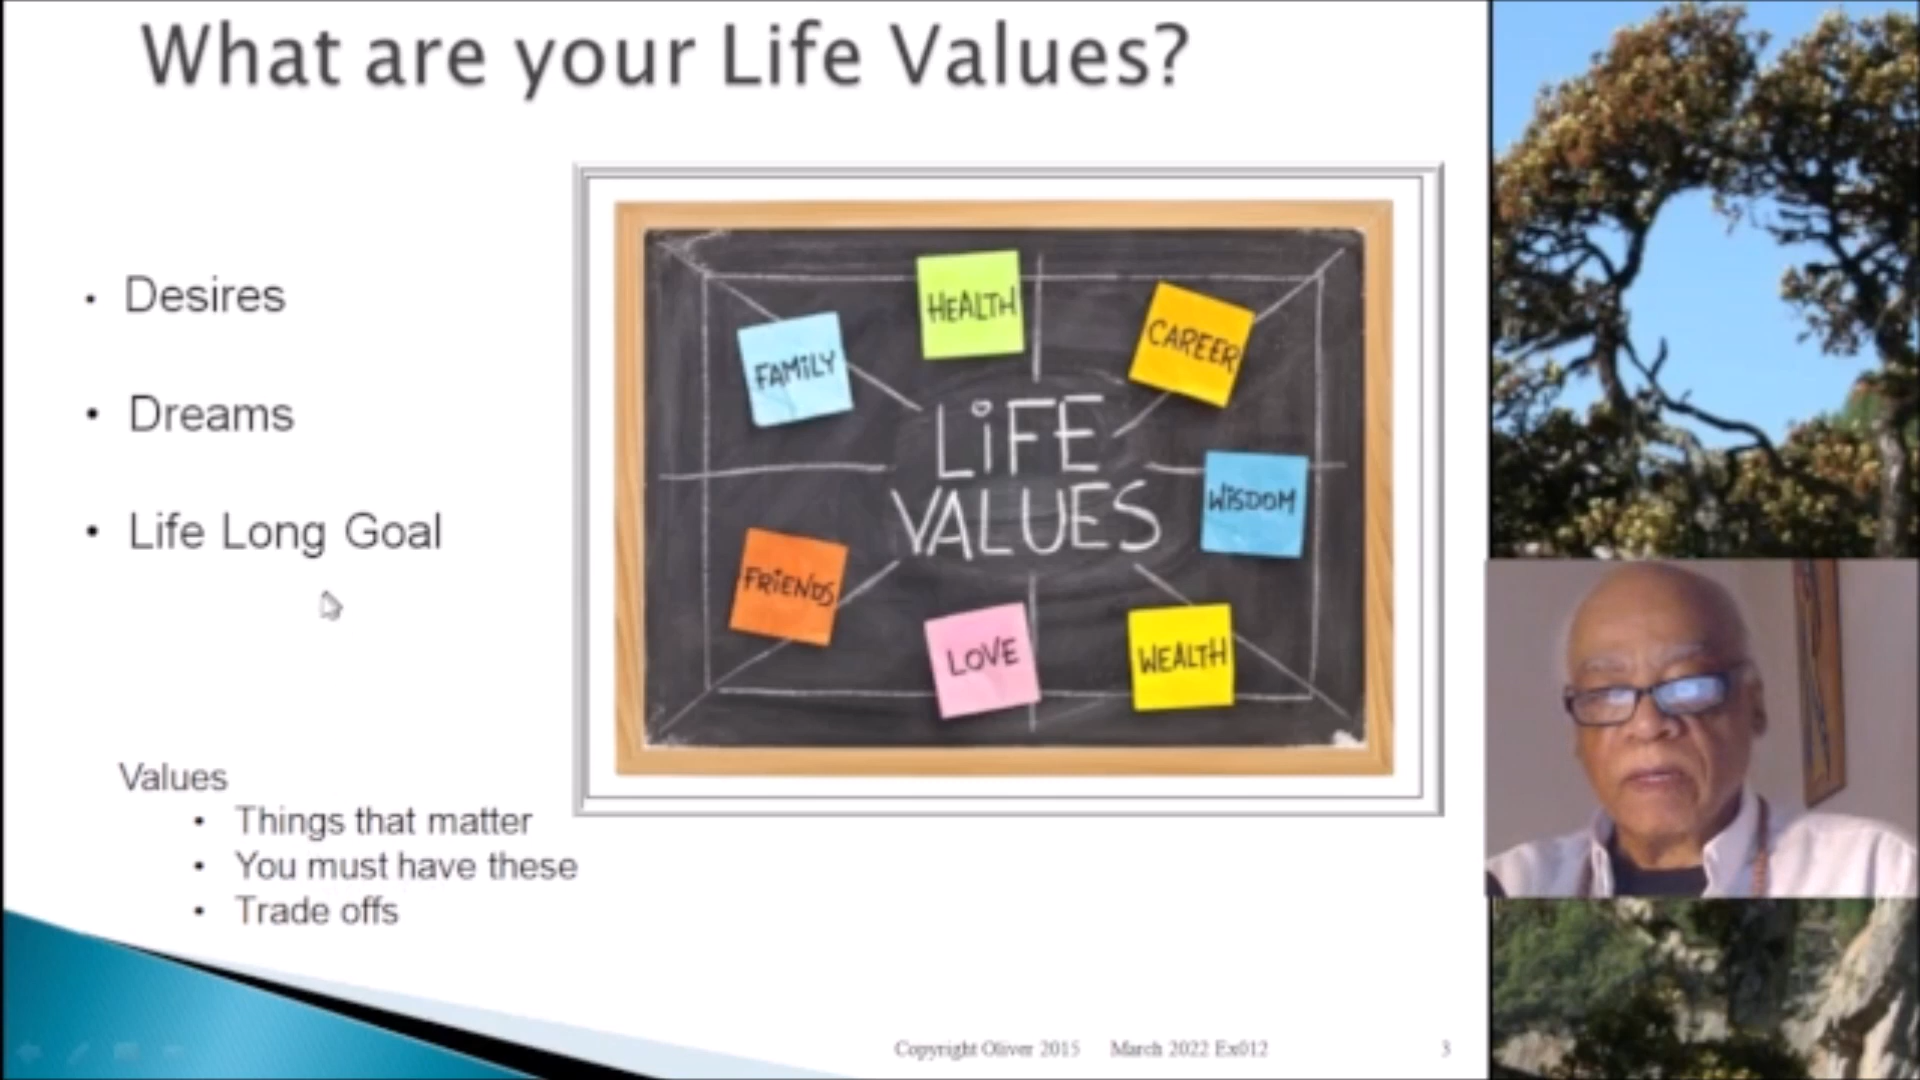 What are your Life Values?
• Desires
• Dreams
• Life Long Goal
HEALTH
CAREER
FAMiLY
LiFE
VALUES
WiSDOM
FRiENDS
LOVE
WEALTH
Values
• Things that matter
• You must have these
• Trade offs
Copyright Oliver 2015 March 2022 Ex012 3